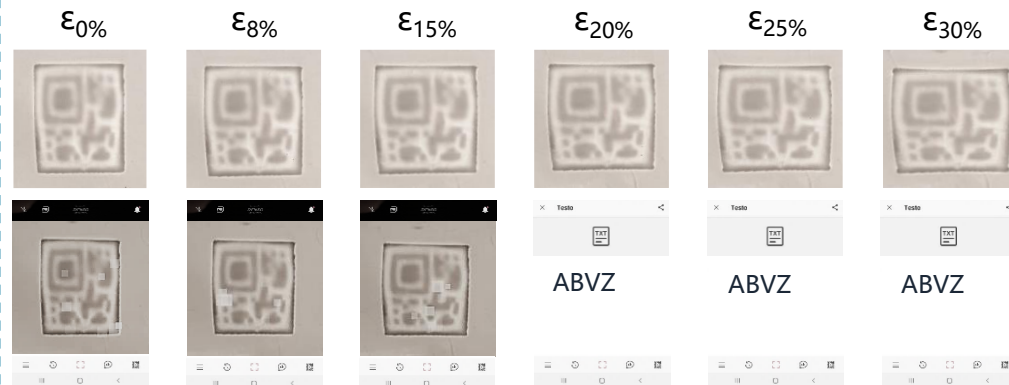 ε0% ε8% ε15% ε20% ε25% ε30%
Testo Testo Testo
TXT TXT TXT
ABVZ ABVZ ABVZ